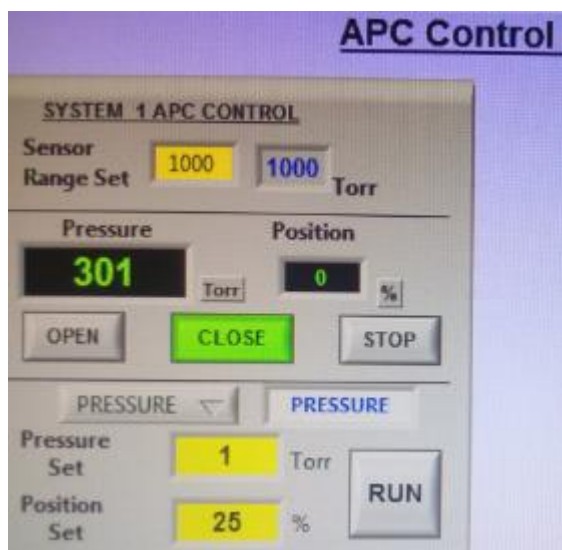 APC Control
SYSTEM 1 APC CONTROL
Sensor
Range Set 1000 1000 Torr
Pressure Position
301 Torr 0 %
OPEN CLOSE STOP
PRESSURE PRESSURE
Pressure
Set 1 Torr
RUN
Position
Set 25 %